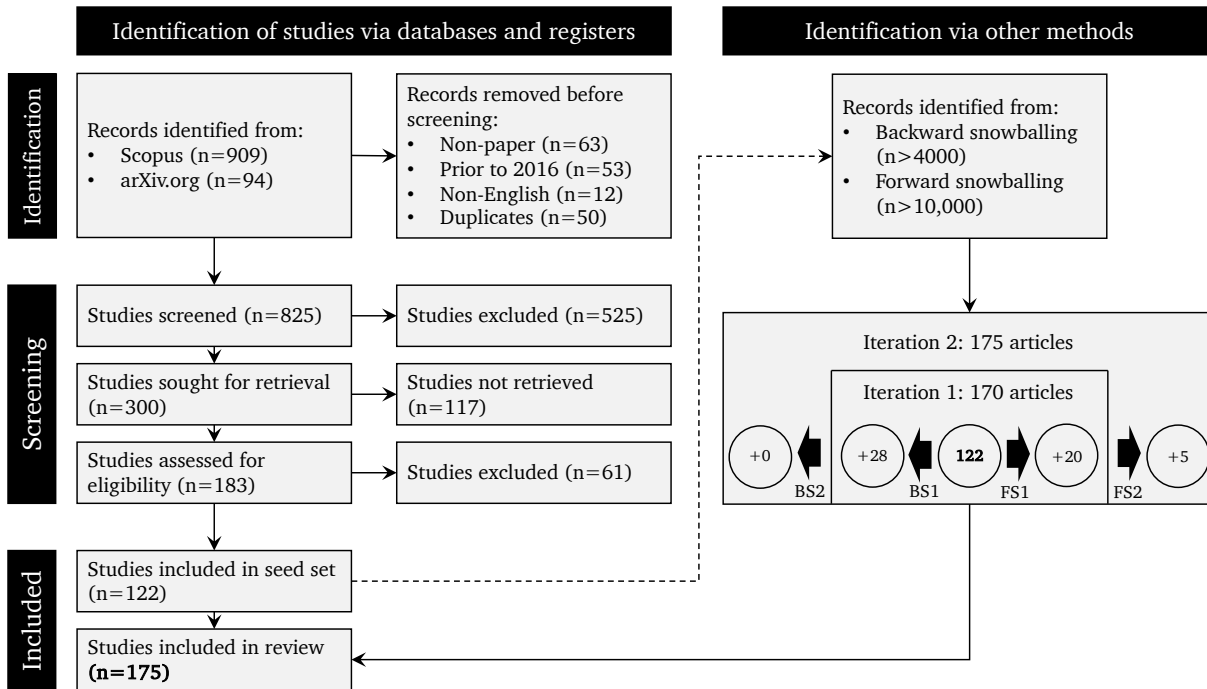 Identification of studies via databases and registers
Identification via other methods
Identification
Records identified from:
• Scopus (n=909)
• arXiv.org (n=94)
Records removed before
screening:
• Non-paper (n=63)
• Prior to 2016 (n=53)
• Non-English (n=12)
• Duplicates (n=50)
Records identified from:
• Backward snowballing
(n>4000)
• Forward snowballing
(n>10,000)
Screening
Studies screened (n=825)
Studies excluded (n=525)
Studies sought for retrieval
(n=300)
Studies not retrieved
(n=117)
Studies assessed for
eligibility (n=183)
Studies excluded (n=61)
Iteration 2: 175 articles
Iteration 1: 170 articles
+0
+28
122
+20
+5
BS2
BS1
FS1
FS2
Included
Studies included in seed set
(n=122)
Studies included in review
(n=175)